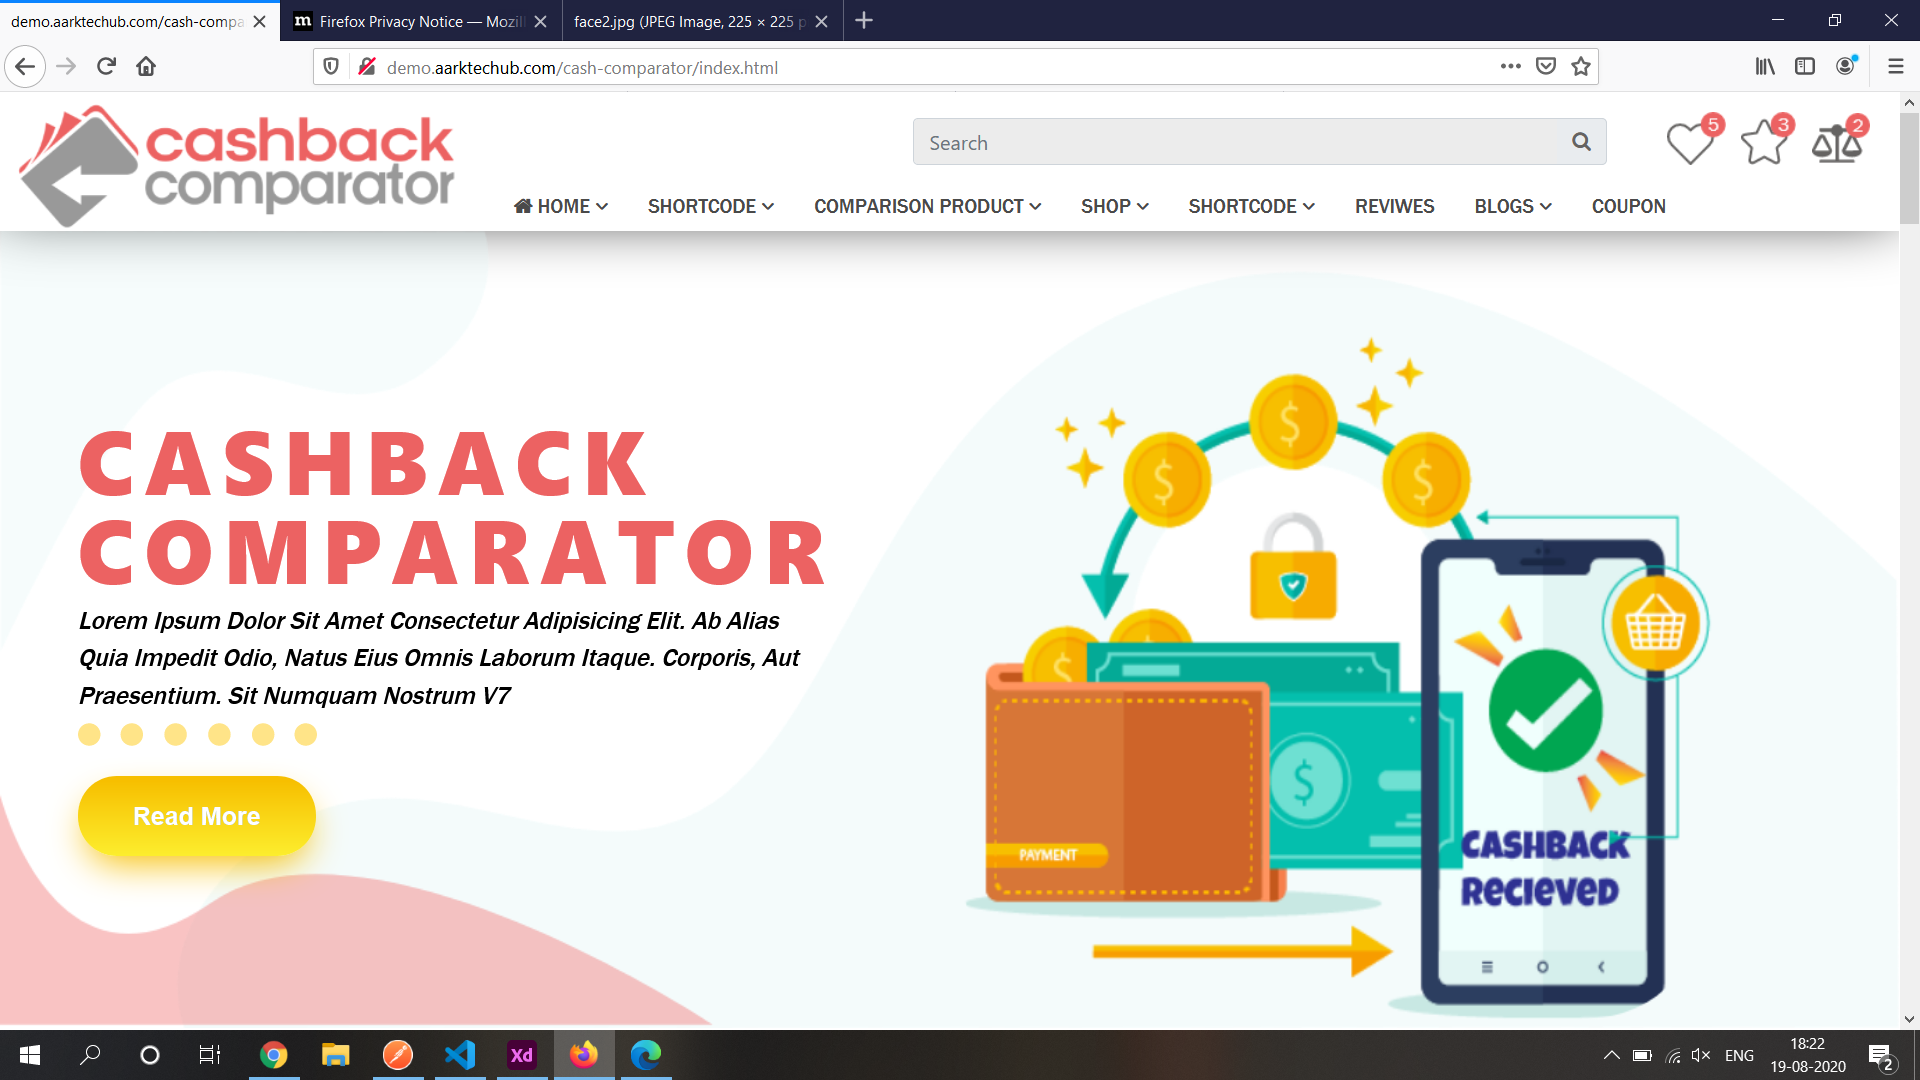 demo.aarktechub.com/cash-compa
Firefox Privacy Notice — Mozil
face2.jpg (JPEG Image, 225 × 225 p
demo.aarktechub.com/cash-comparator/index.html
cashback
comparator
Search
5
3
2
HOME
SHORTCODE
COMPARISON PRODUCT
SHOP
SHORTCODE
REVIWES
BLOGS
COUPON
CASHBACK
COMPARATOR
Lorem Ipsum Dolor Sit Amet Consectetur Adipisicing Elit. Ab Alias
Quia Impedit Odio, Natus Eius Omnis Laborum Itaque. Corporis, Aut
Praesentium. Sit Numquam Nostrum V7
Read More
PAYMENT
CASHBACK
RECIEVED
Xd
ENG
18:22
19-08-2020
2